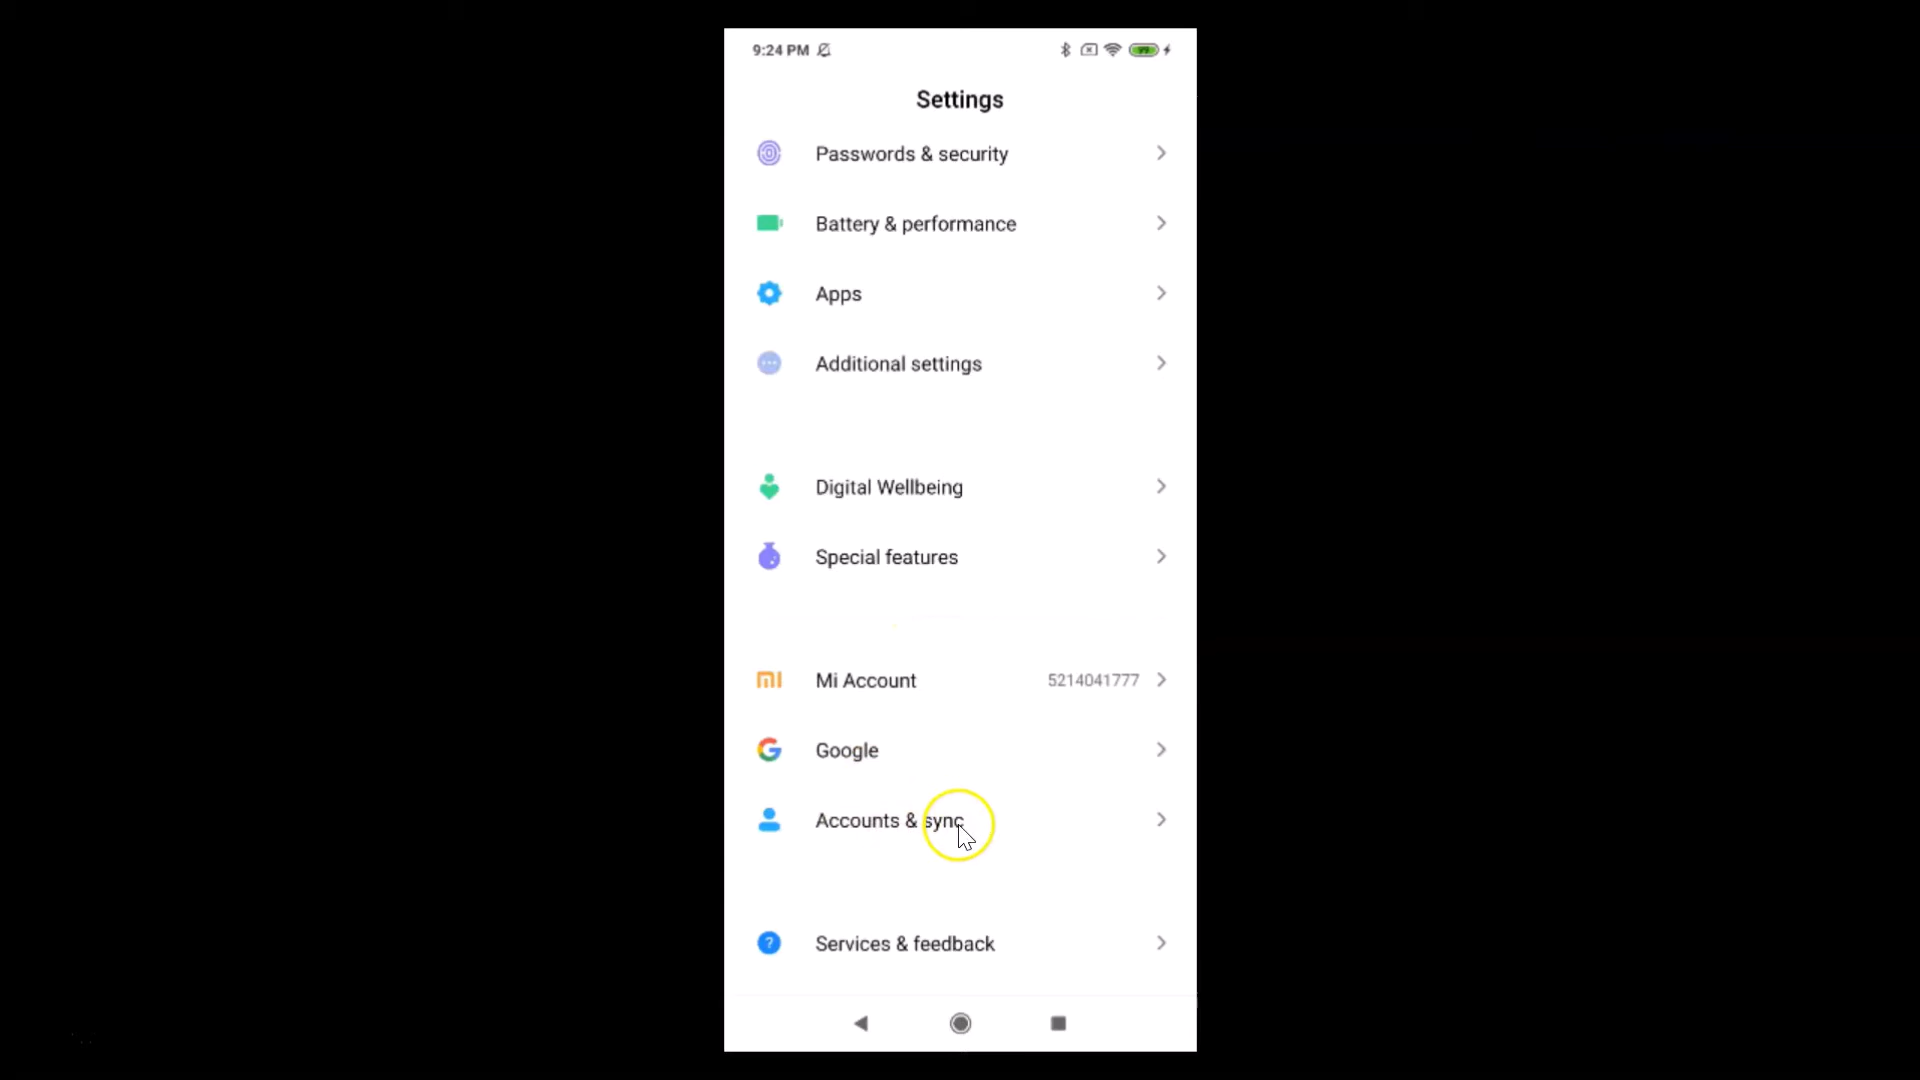 9:24 PM
99
Settings
Passwords & security
Battery & performance
Apps
Additional settings
Digital Wellbeing
Special features
Mi Account 5214041777
Google
Accounts & sync
Services & feedback